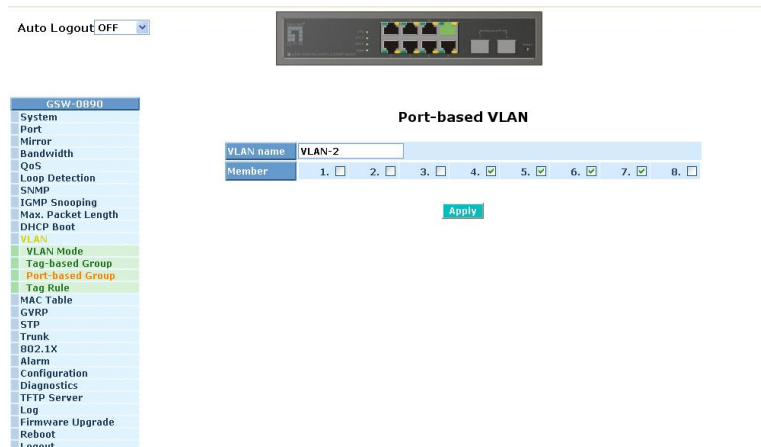 Auto Logout OFF
GSW-0890
System
Port
Mirror
Bandwidth
QoS
Loop Detection
SNMP
IGMP Snooping
Max. Packet Length
DHCP Boot
VLAN
VLAN Mode
Tag-based Group
Port-based Group
Tag Rule
MAC Table
GVRP
STP
Trunk
802.1X
Alarm
Configuration
Diagnostics
TFTP Server
Log
Firmware Upgrade
Reboot
Logout
Port-based VLAN
VLAN name VLAN-2
Member 1. 2. 3. 4. 5. 6. 7. 8.
Apply